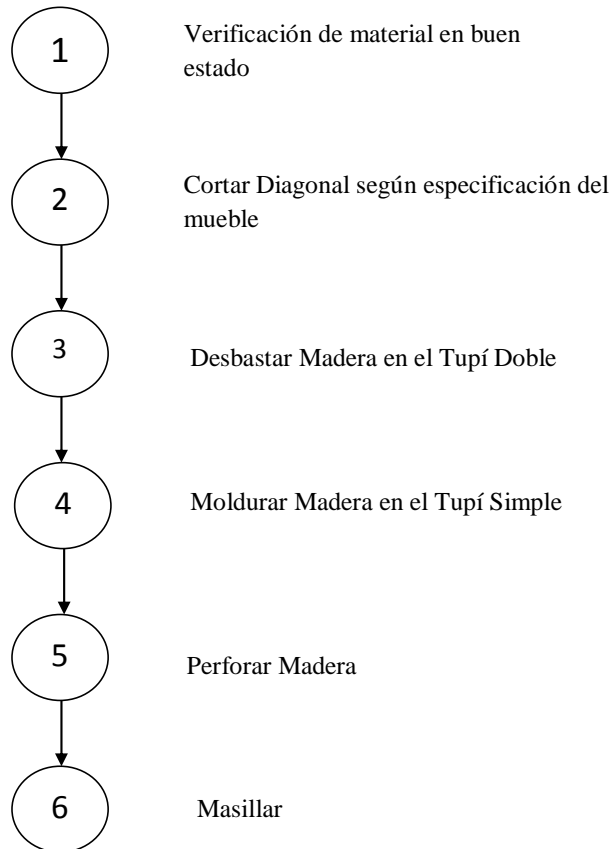 1
Verificación de material en buen
estado
2
Cortar Diagonal según especificación del
mueble
3
Desbastar Madera en el Tupí Doble
4
Moldurar Madera en el Tupí Simple
5
Perforar Madera
6
Masillar